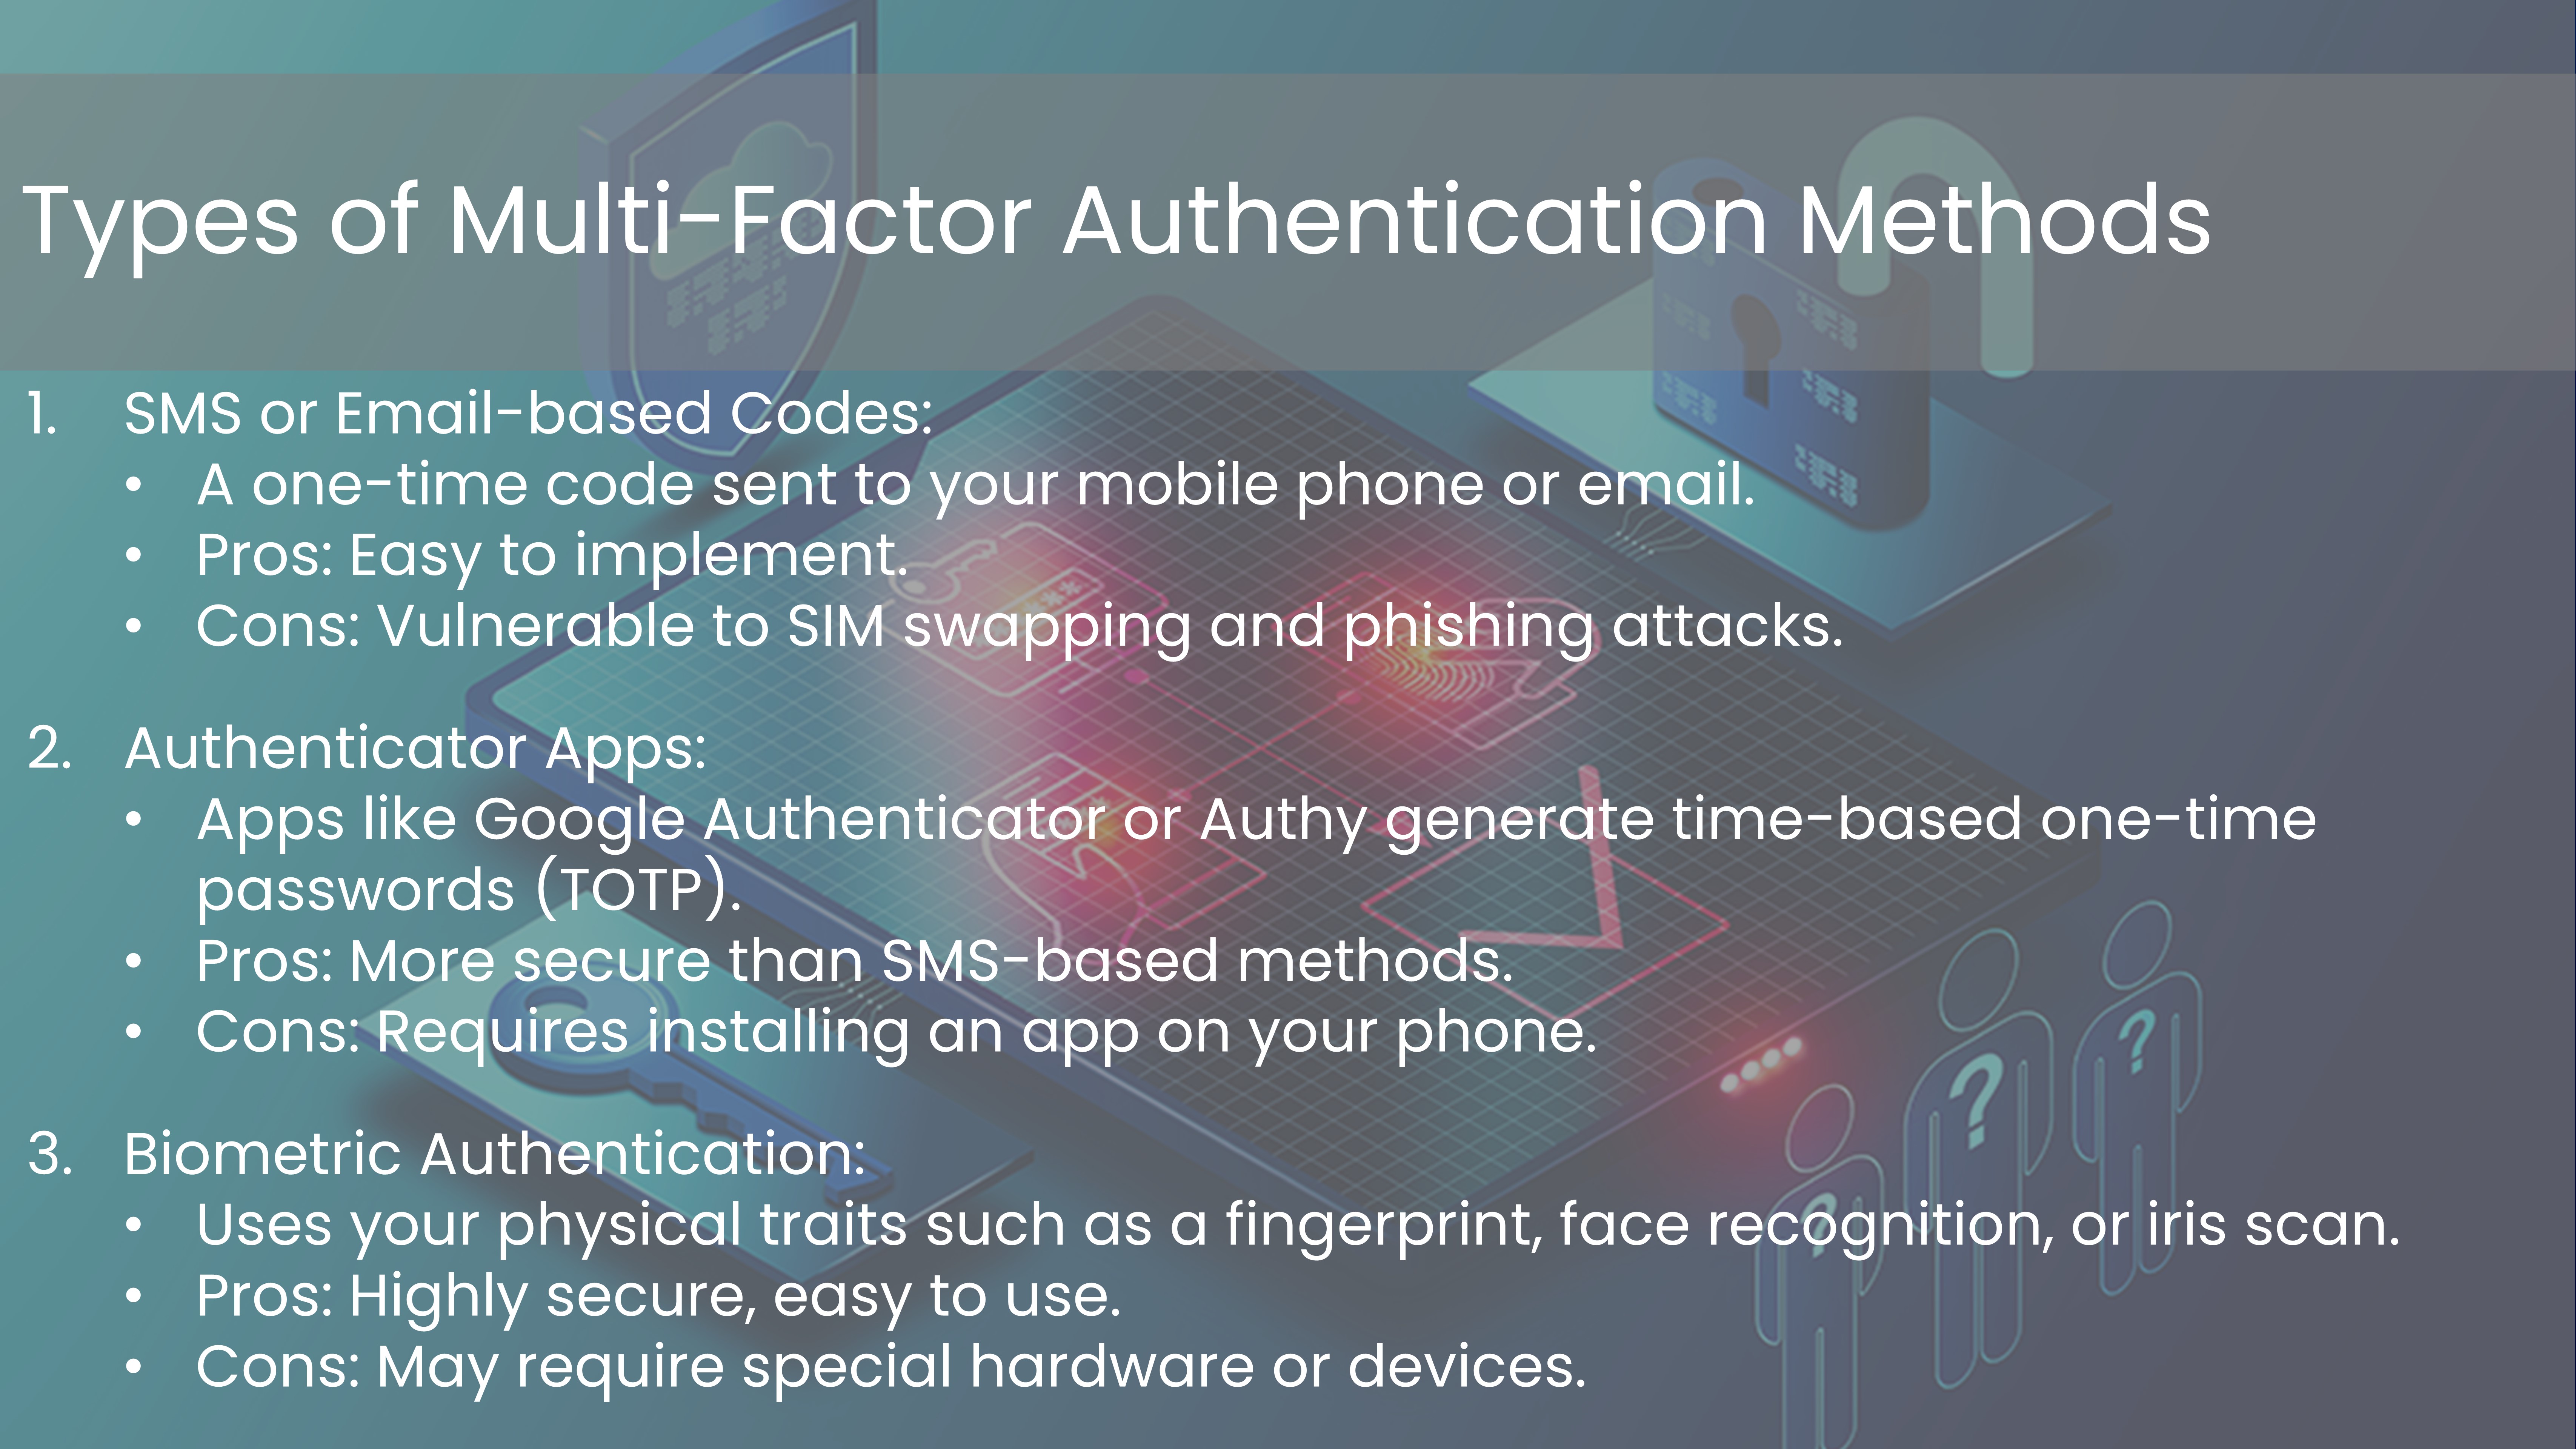 Types of Multi-Factor Authentication Methods
1. SMS or Email-based Codes:
• A one-time code sent to your mobile phone or email.
• Pros: Easy to implement.
• Cons: Vulnerable to SIM swapping and phishing attacks.
2. Authenticator Apps:
• Apps like Google Authenticator or Authy generate time-based one-time
passwords (TOTP).
• Pros: More secure than SMS-based methods.
• Cons: Requires installing an app on your phone.
3. Biometric Authentication:
• Uses your physical traits such as a fingerprint, face recognition, or iris scan.
• Pros: Highly secure, easy to use.
• Cons: May require special hardware or devices.
***
?
?
?